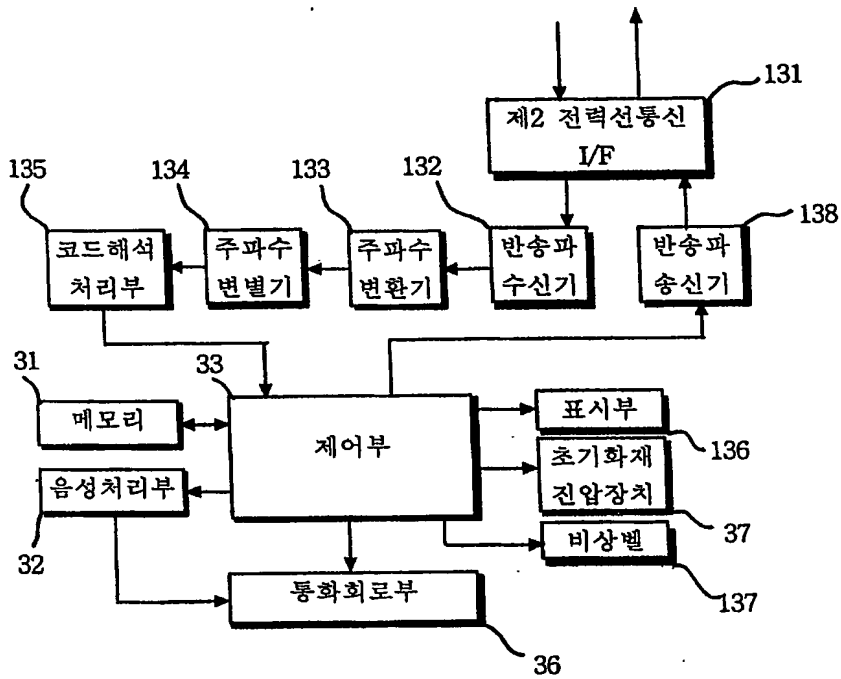 131
제2 전력선통신
I/F
135
134
133
132
138
코드해석
처리부
주파수
변별기
주파수
변환기
반송파
수신기
반송파
송신기
31
33
메모리
제어부
표시부
136
음성처리부
32
초기화재
진압장치
37
비상벨
137
통화회로부
36